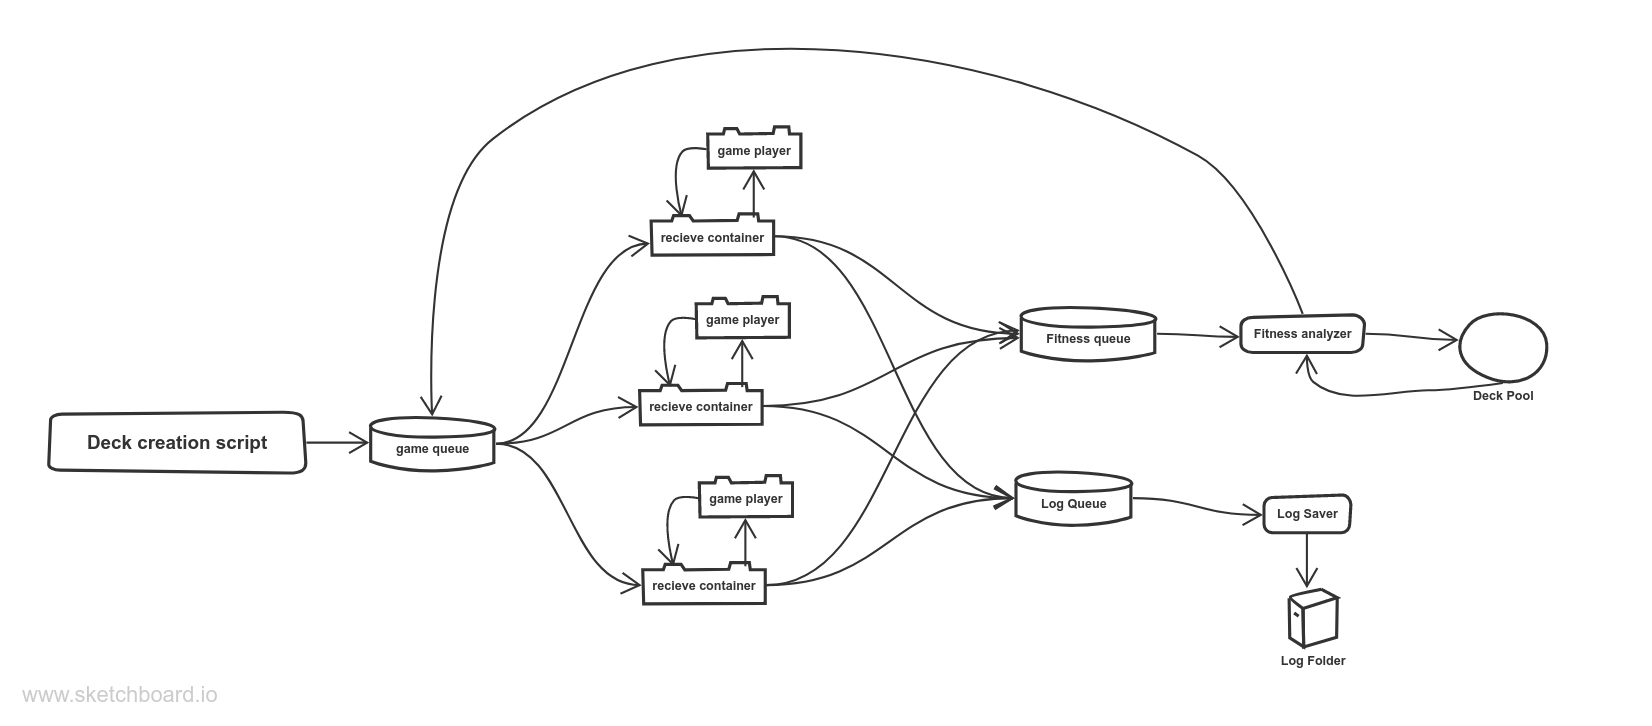 game player
recieve container
game player
recieve container
Deck creation script
game queue
game player
recieve container
Fitness queue
Fitness analyzer
Deck Pool
Log Queue
Log Saver
Log Folder
www.sketchboard.io